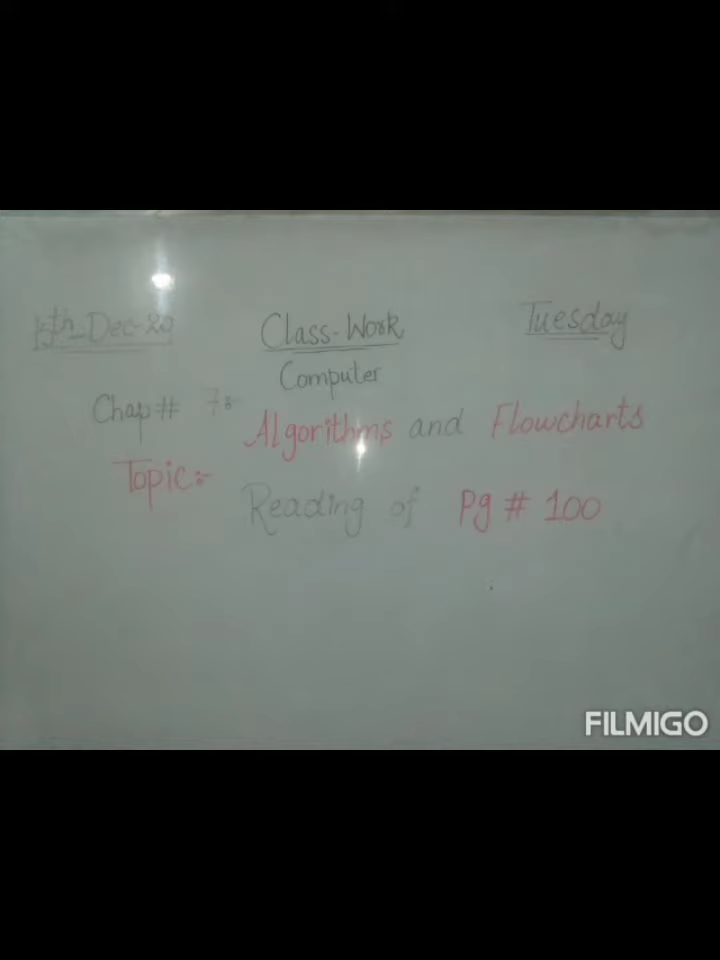 15th-Dec-20 Class-Work Tuesday
Computer
Chap# 7:- Algorithms and Flowcharts
Topic:- Reading of Pg # 100
FILMIGO